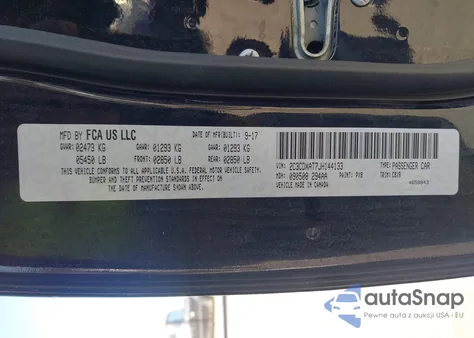 MFD BY FCA US LLC
DATE OF MFR(BUILT): 9-17
GVWR: 02473 KG GAWR: 01293 KG GAWR: 01293 KG
05450 LB FRONT: 02850 LB REAR: 02850 LB
THIS VEHICLE CONFORMS TO ALL APPLICABLE U.S.A. FEDERAL MOTOR VEHICLE SAFETY,
BUMPER AND THEFT PREVENTION STANDARDS IN EFFECT ON
THE DATE OF MANUFACTURE SHOWN ABOVE.
VIN: 2C3CDXAT7JH144133 TYPE: PASSENGER CAR
MDH: 090508 294AA PAINT: PX8 TRIM: CBX9
MADE IN CANADA
autoSnap
Pewne auta z aukcji USA i EU